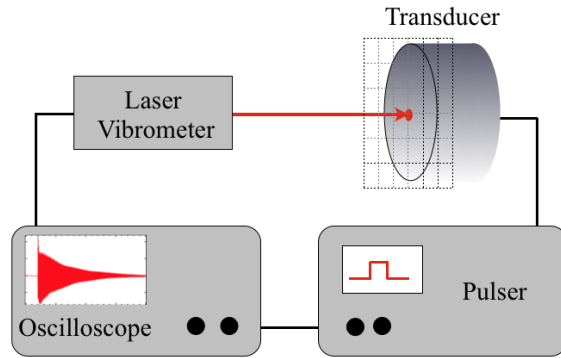 Transducer
Laser
Vibrometer
Oscilloscope
Pulser